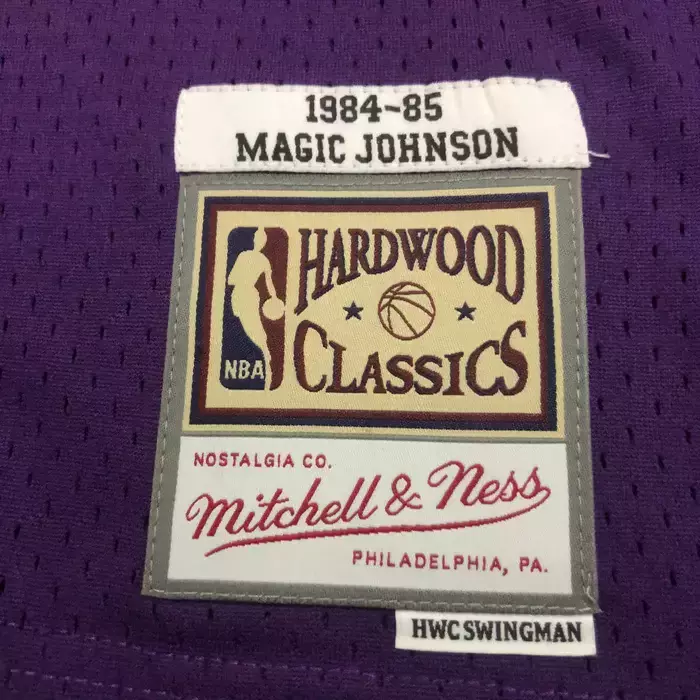 1984-85
MAGIC JOHNSON
HARDWOOD
CLASSICS
NBA
NOSTALGIA CO.
Mitchell & Ness
PHILADELPHIA, PA.
HWC SWINGMAN